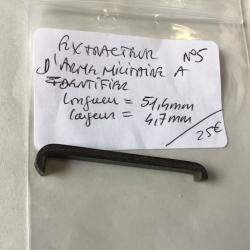 EXTRACTEUR N°5
D'ARME MILITAIRE A
IDENTIFIER
Longueur = 51,4mm
largeur = 4,7mm
25€